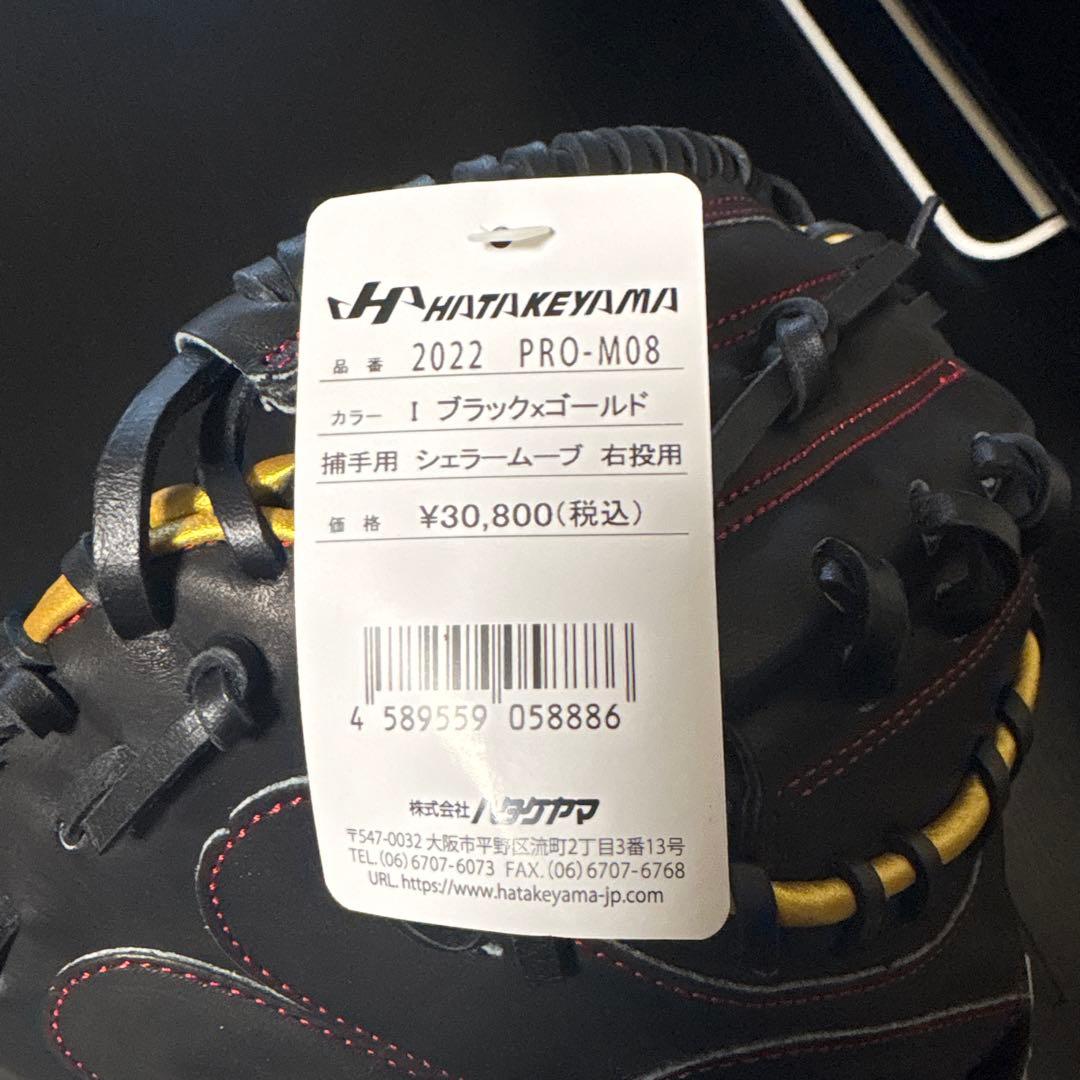 HATAKEYAMA
品番 2022 PRO-M08
カラー I ブラック×ゴールド
捕手用 シェラームーブ 右投用
価格 ¥30,800(税込)
4 589559 058886
株式会社 ハタケヤマ
〒547-0032 大阪市平野区流町2丁目3番13号
TEL.(06)6707-6073 FAX.(06)6707-6768
URL.https://www.hatakeyama-jp.com